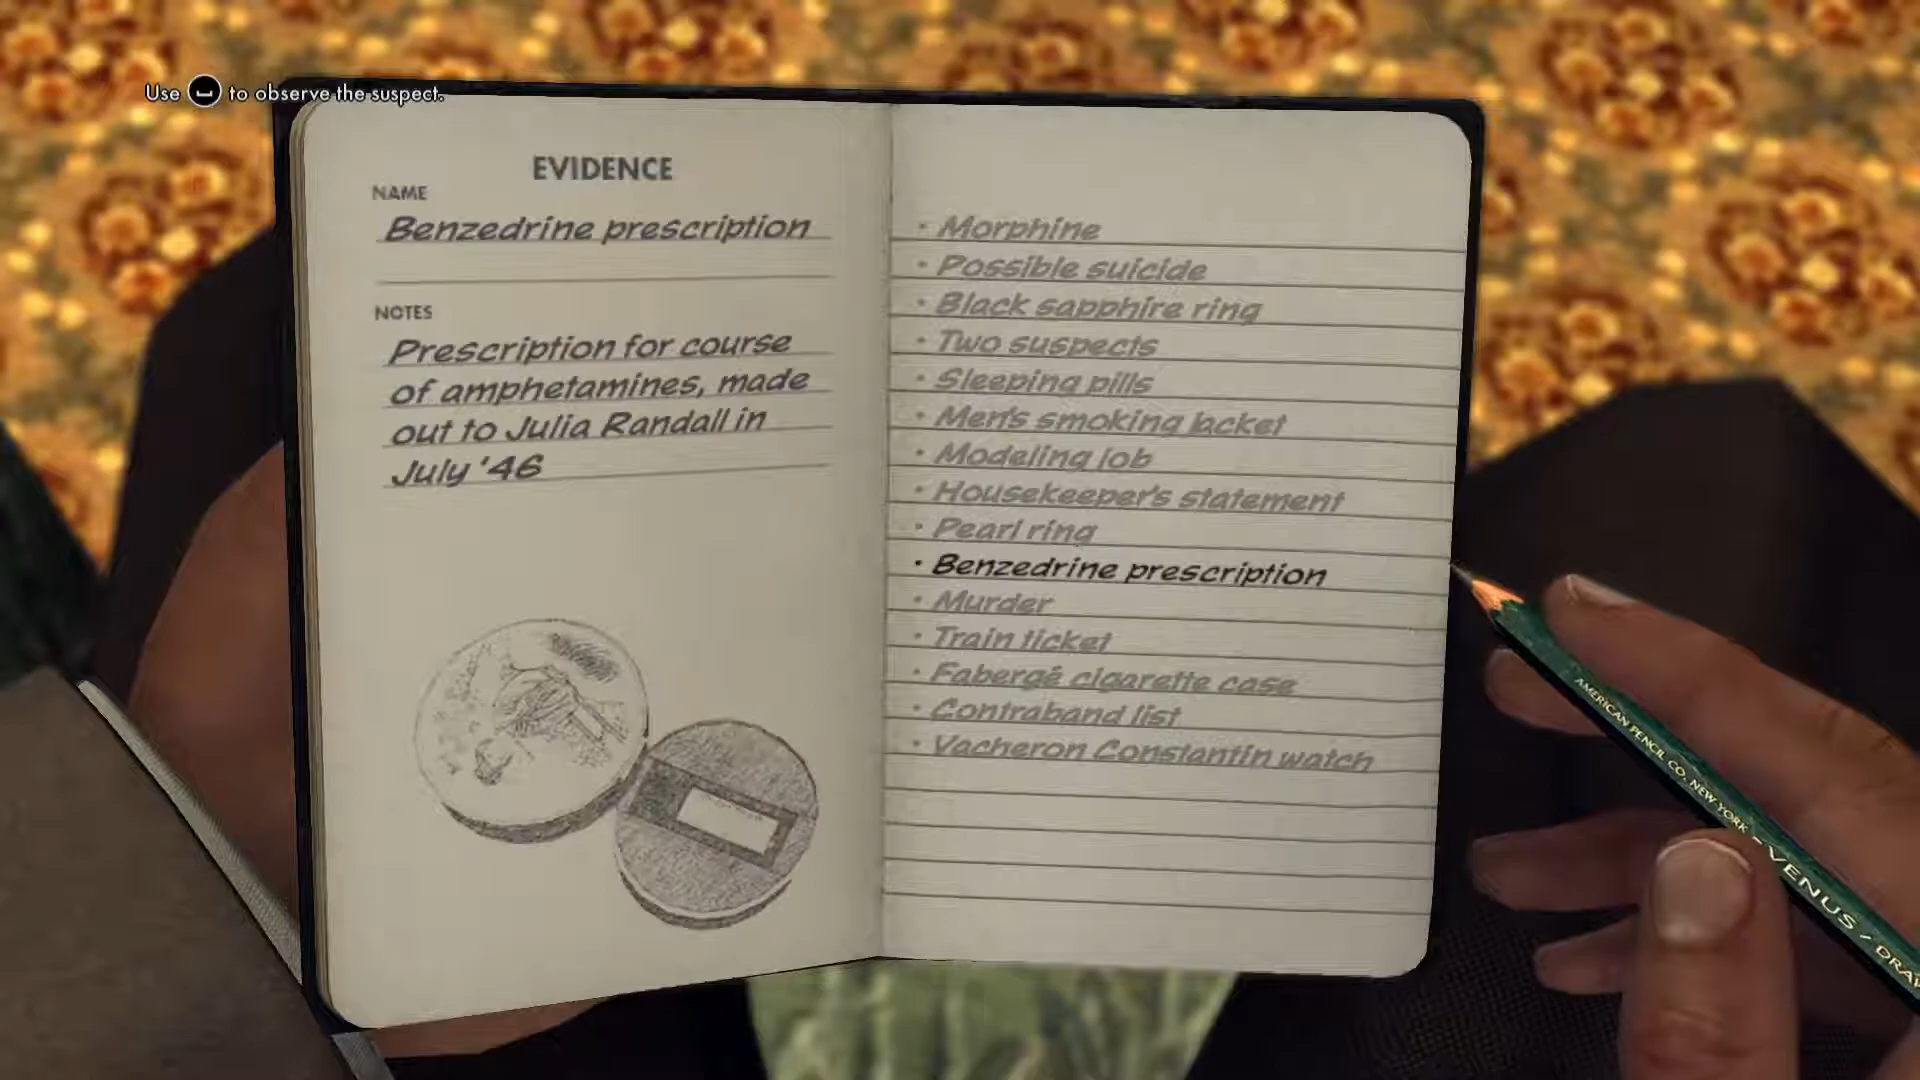 Use to observe the suspect.
EVIDENCE
NAME
Benzedrine prescription
NOTES
Prescription for course
of amphetamines, made
out to Julia Randall in
July '46
• Morphine
• Possible suicide
• Black sapphire ring
• Two suspects
• Sleeping pills
• Men's smoking jacket
• Modeling job
• Housekeeper's statement
• Pearl ring
• Benzedrine prescription
• Murder
• Train ticket
• Fabergé cigarette case
• Contraband list
• Vacheron Constantin watch
AMERICAN PENCIL CO. NEW YORK VENUS / DRAW